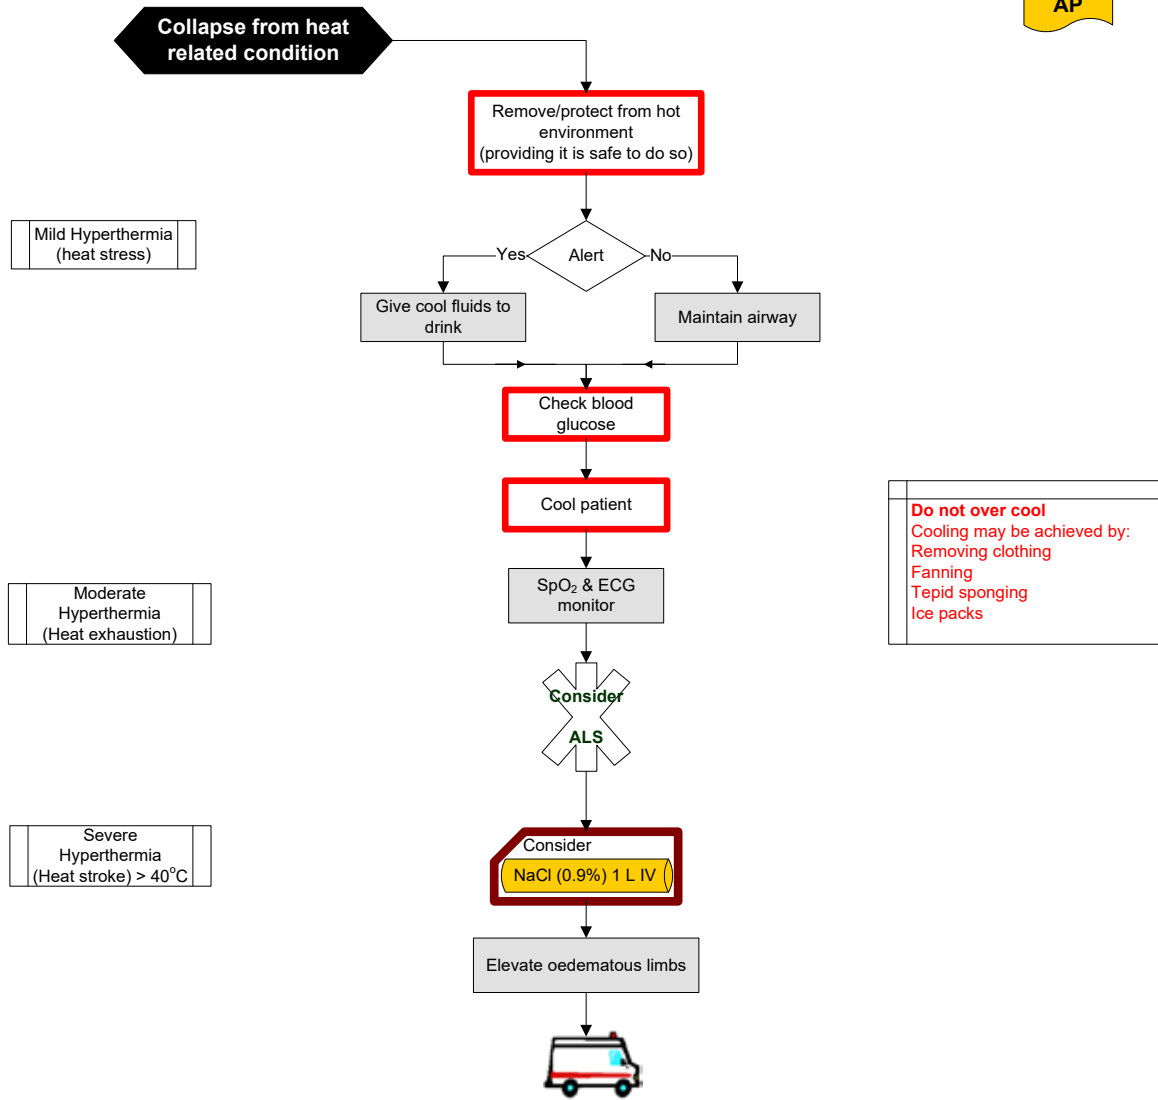 AP
Collapse from heat
related condition
Remove/protect from hot
environment
(providing it is safe to do so)
Mild Hyperthermia
(heat stress)
Yes
Alert
No
Give cool fluids to
drink
Maintain airway
Check blood
glucose
Cool patient
Do not over cool
Cooling may be achieved by:
Removing clothing
Fanning
Tepid sponging
Ice packs
SpO₂ & ECG
monitor
Moderate
Hyperthermia
(Heat exhaustion)
Consider
ALS
Severe
Hyperthermia
(Heat stroke) > 40°C
Consider
NaCl (0.9%) 1 L IV
Elevate oedematous limbs